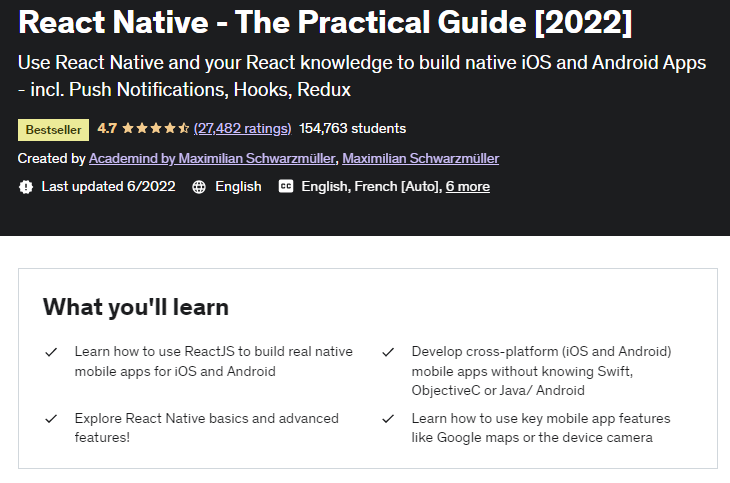 React Native - The Practical Guide [2022]
Use React Native and your React knowledge to build native iOS and Android Apps
- incl. Push Notifications, Hooks, Redux
Bestseller 4.7 (27,482 ratings) 154,763 students
Created by Academind by Maximilian Schwarzmüller, Maximilian Schwarzmüller
Last updated 6/2022 English CC English, French [Auto], 6 more
What you'll learn
Learn how to use ReactJS to build real native
mobile apps for iOS and Android
Develop cross-platform (iOS and Android)
mobile apps without knowing Swift,
ObjectiveC or Java/ Android
Explore React Native basics and advanced
features!
Learn how to use key mobile app features
like Google maps or the device camera